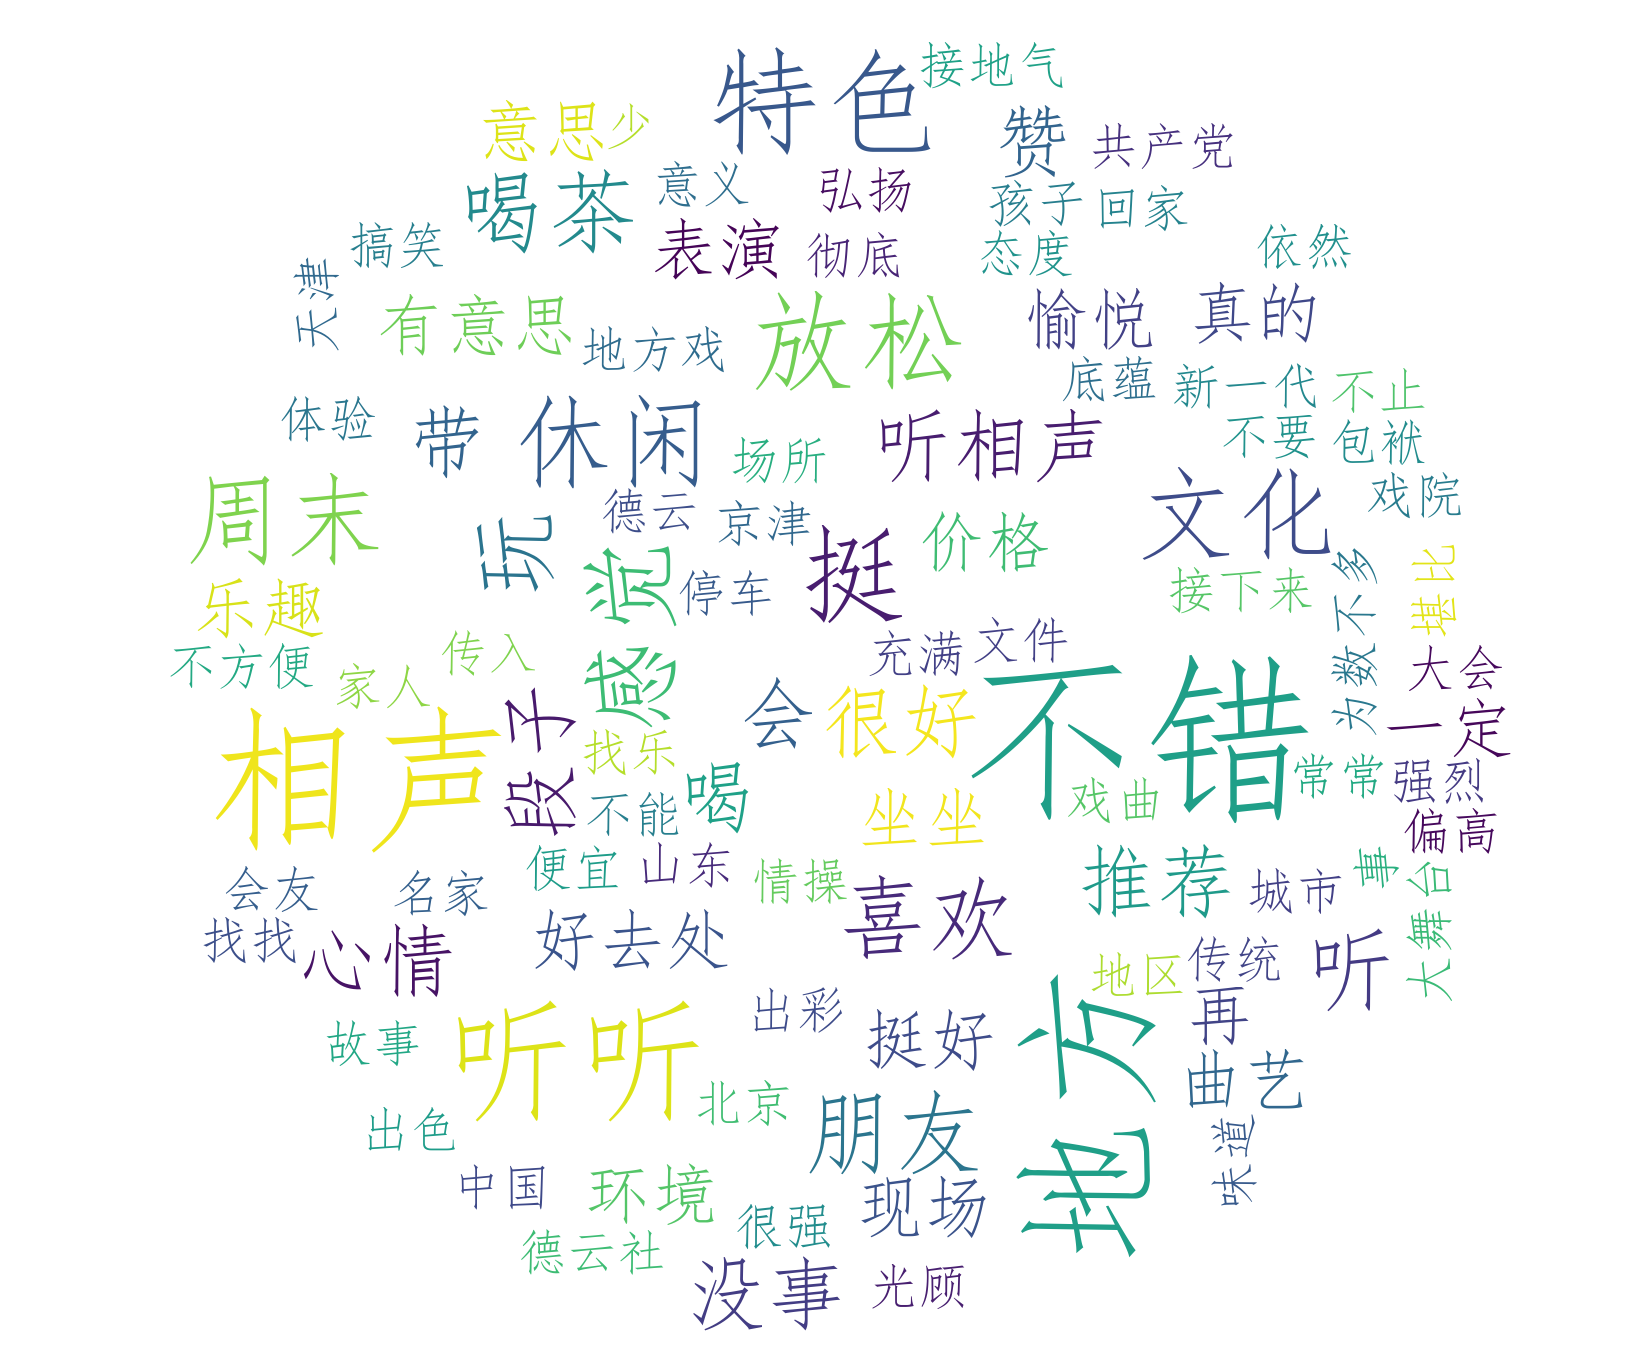 接地气
特色
意思
少
赞
共产党
喝茶
意义
弘扬
孩子
回家
搞笑
表演
彻底
态度
依然
天津
有意思
地方戏
放松
愉悦
真的
底蕴
新一代
不止
体验
带
休闲
场所
听相声
不要
包袱
周末
玩
德云
京津
挺
价格
文化
戏院
乐趣
感觉
停车
接下来
为数不多
堪比
不方便
家人
传入
充满
文件
大会
相声
段子
找乐
会
很好
不错
一定
不能
喝
坐坐
戏曲
常常
强烈
偏高
会友
名家
便宜
山东
情操
喜欢
推荐
城市
事
大舞台
找找
心情
好去处
地区
传统
听
故事
听听
出彩
挺好
地方
再
曲艺
出色
北京
朋友
味道
中国
环境
很强
现场
德云社
没事
光顾